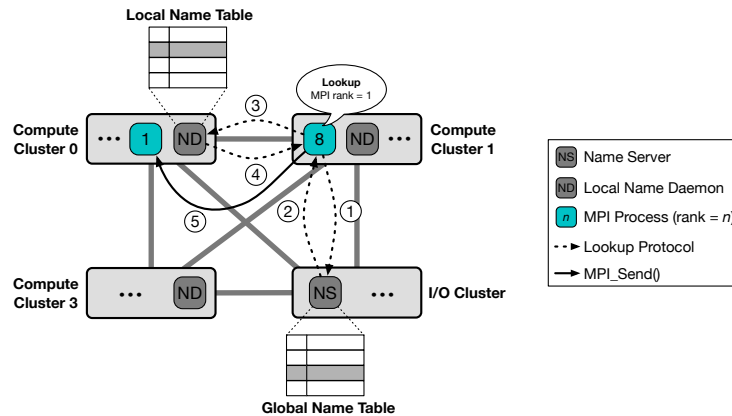 Local Name Table
Lookup
MPI rank = 1
Compute
Cluster 0
... 1 ND
3
4
8 ND ...
Compute
Cluster 1
5
2
1
Compute
Cluster 3
... ND
NS ...
I/O Cluster
Global Name Table
NS Name Server
ND Local Name Daemon
n MPI Process (rank = n)
Lookup Protocol
MPI_Send()